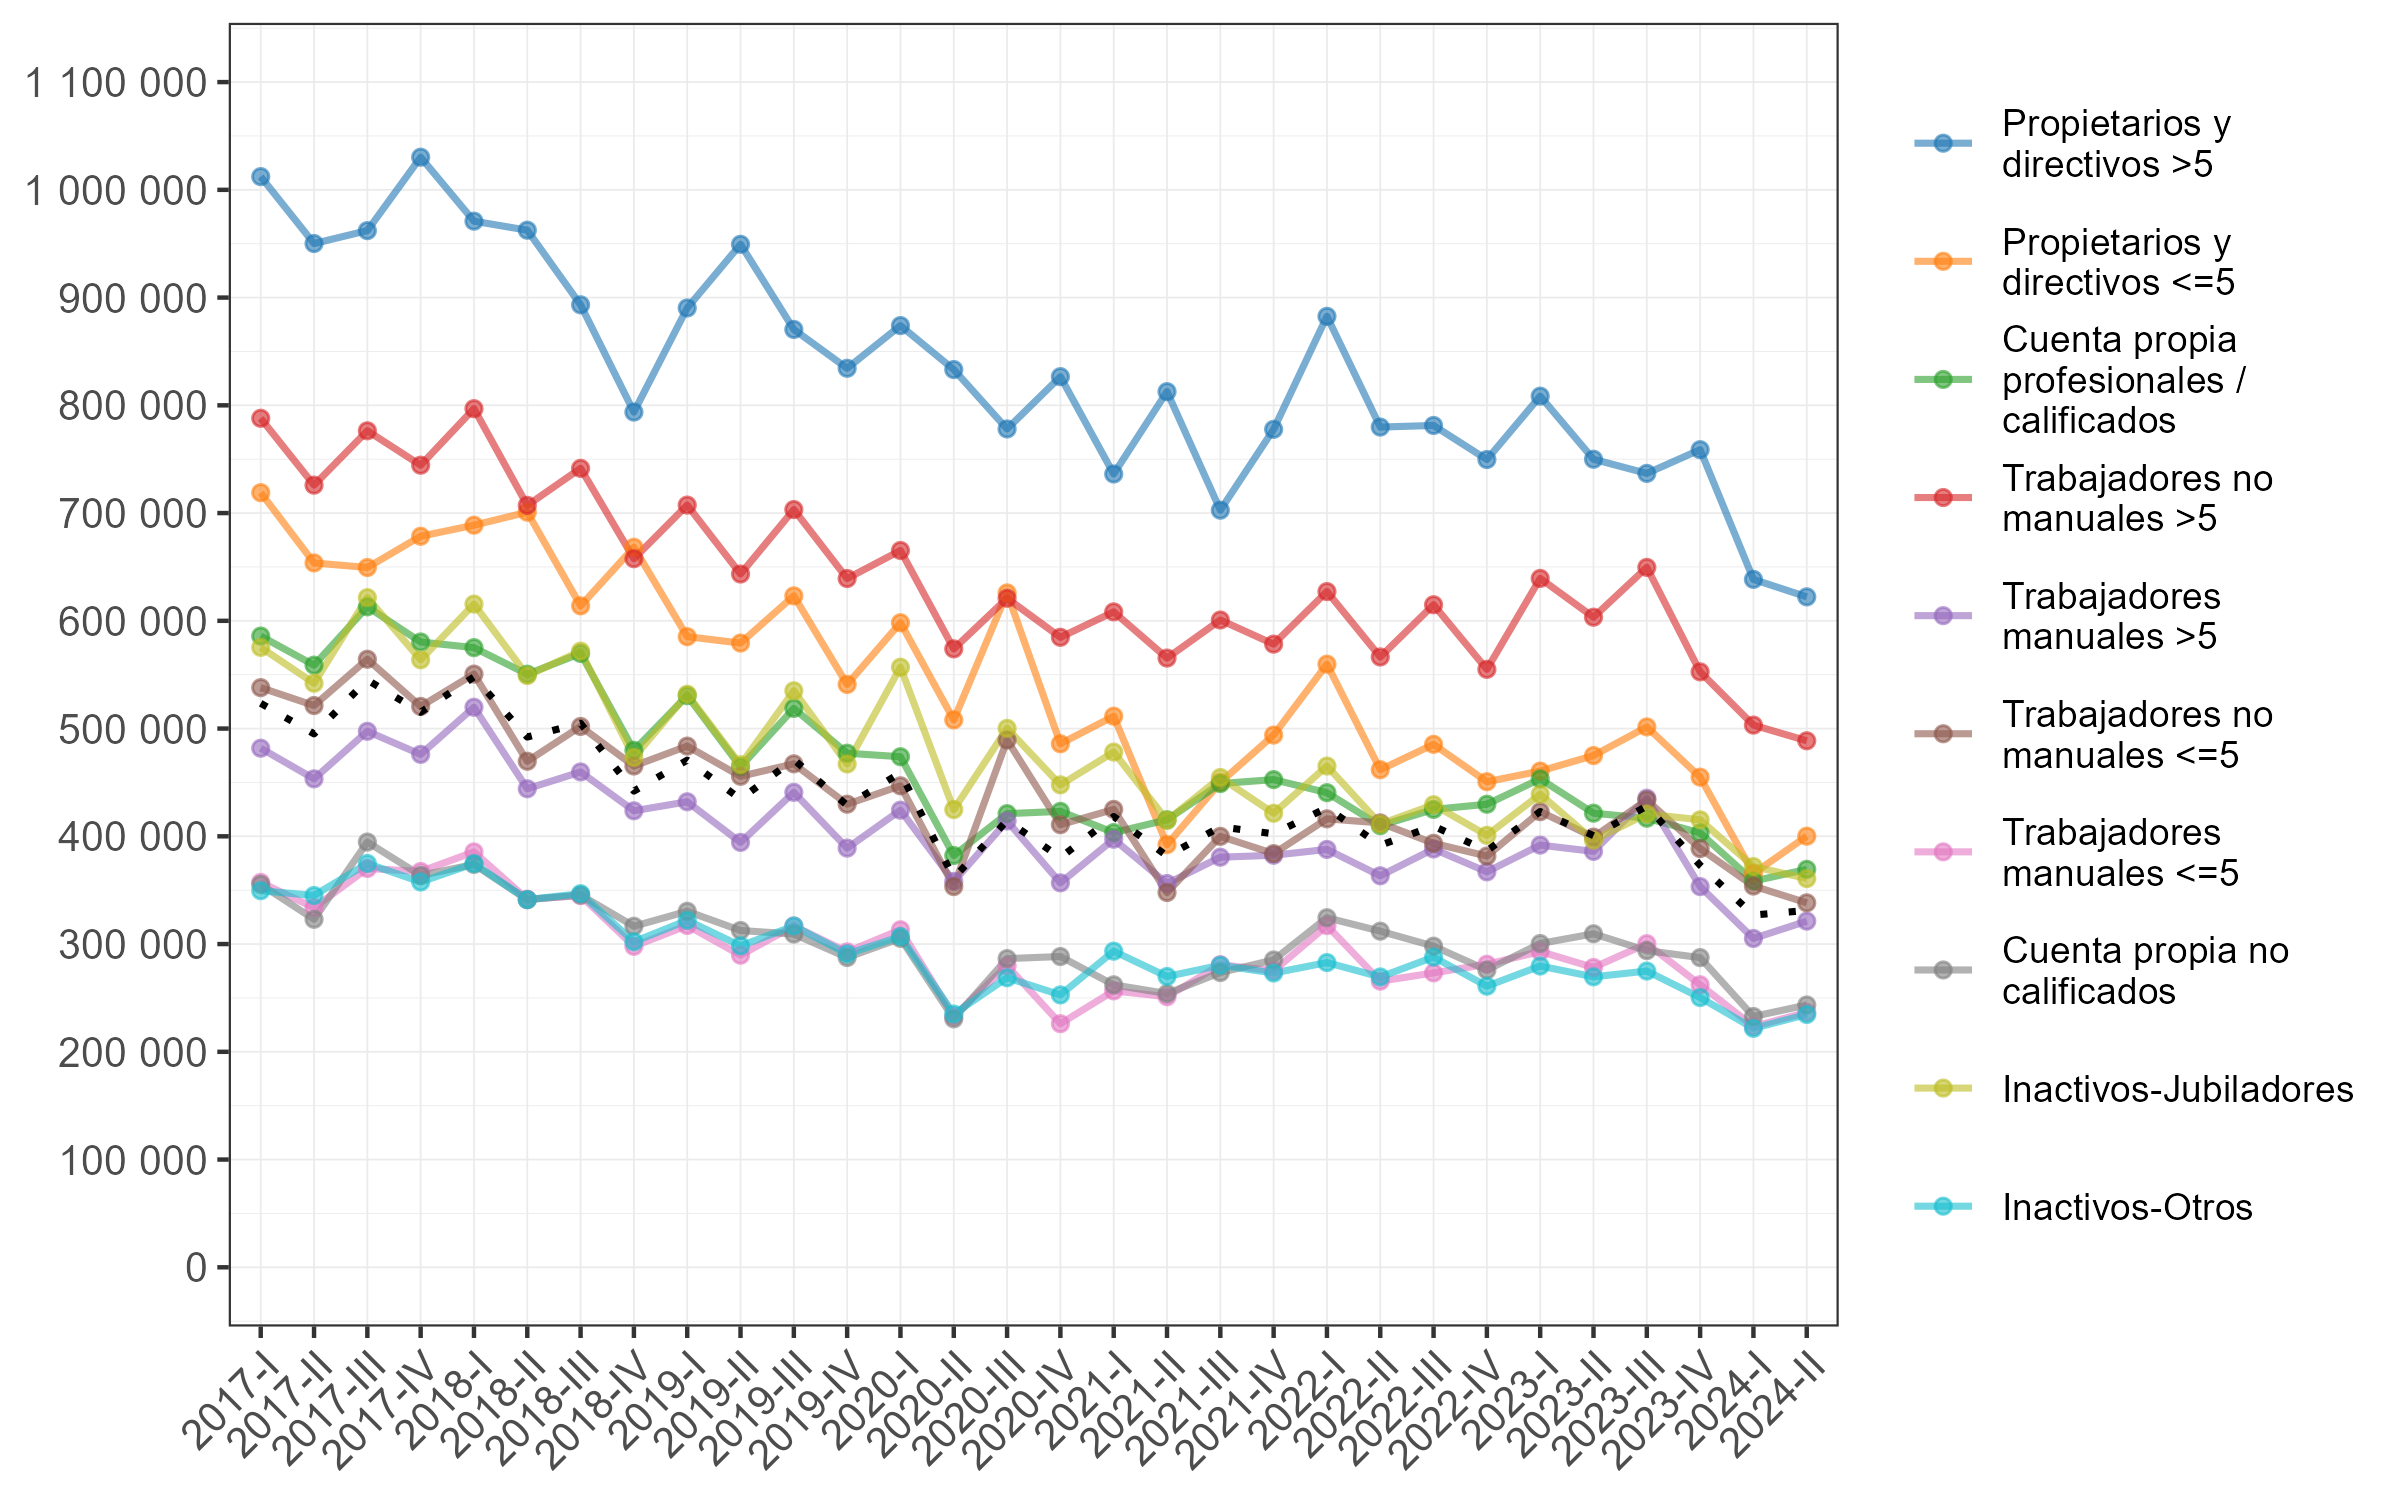 1 100 000
1 000 000
900 000
800 000
700 000
600 000
500 000
400 000
300 000
200 000
100 000
0
2017-I
2017-II
2017-III
2017-IV
2018-I
2018-II
2018-III
2018-IV
2019-I
2019-II
2019-III
2019-IV
2020-I
2020-II
2020-III
2020-IV
2021-I
2021-II
2021-III
2021-IV
2022-I
2022-II
2022-III
2022-IV
2023-I
2023-II
2023-III
2023-IV
2024-I
2024-II
Propietarios y
directivos >5
Propietarios y
directivos <=5
Cuenta propia
profesionales /
calificados
Trabajadores no
manuales >5
Trabajadores
manuales >5
Trabajadores no
manuales <=5
Trabajadores
manuales <=5
Cuenta propia no
calificados
Inactivos-Jubiladores
Inactivos-Otros